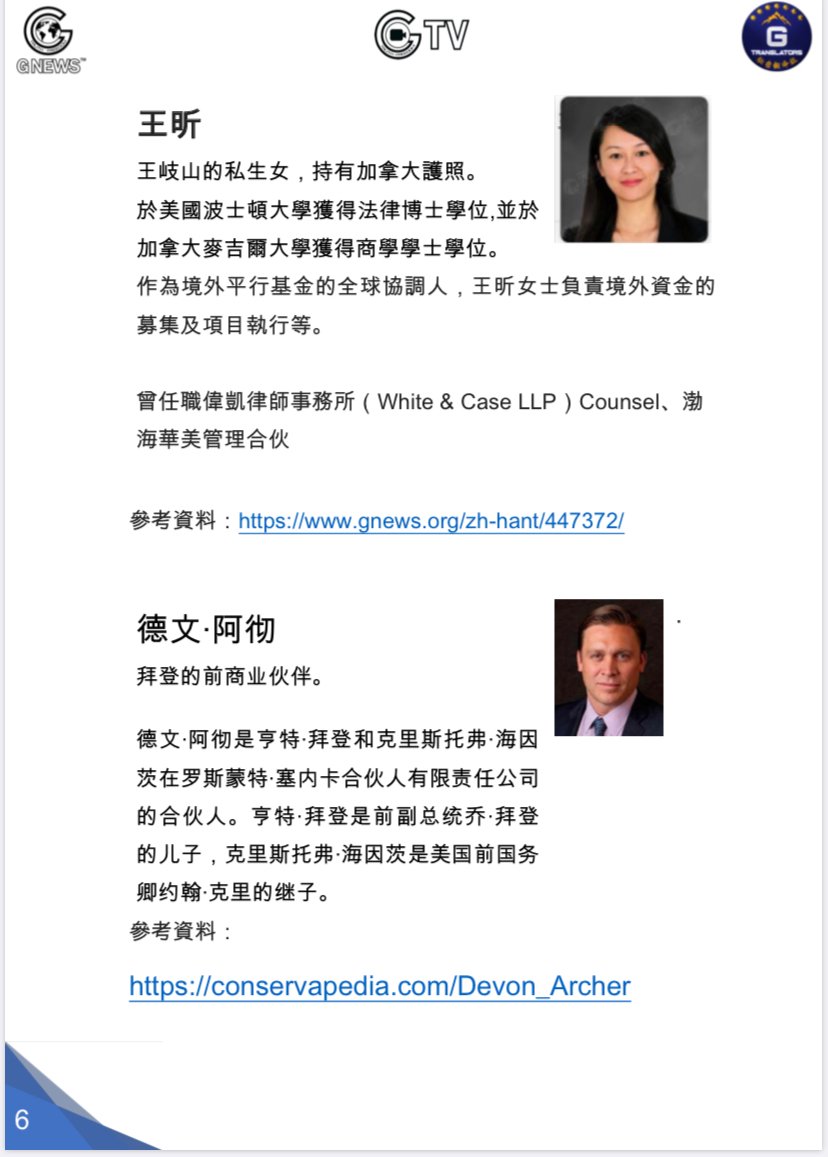 GNEWS
GTV
G
TRANSLATORS
王昕
王岐山的私生女，持有加拿大護照。
於美國波士頓大學獲得法律博士學位,並於
加拿大麥吉爾大學獲得商學學士學位。
作為境外平行基金的全球協調人，王昕女士負責境外資金的
募集及項目執行等。
曾任職偉凱律師事務所（White & Case LLP）Counsel、渤
海華美管理合伙
參考資料：https://www.gnews.org/zh-hant/447372/
德文·阿彻
拜登的前商业伙伴。
德文·阿彻是亨特·拜登和克里斯托弗·海因
茨在罗斯蒙特·塞内卡合伙人有限责任公司
的合伙人。亨特·拜登是前副总统乔·拜登
的儿子，克里斯托弗·海因茨是美国前国务
卿约翰·克里的继子。
參考資料：
https://conservapedia.com/Devon_Archer
6